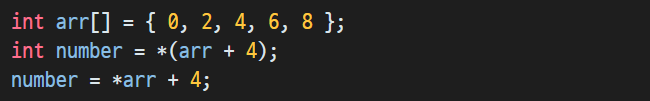 int arr[] = { 0, 2, 4, 6, 8 };
int number = *(arr + 4);
number = *arr + 4;